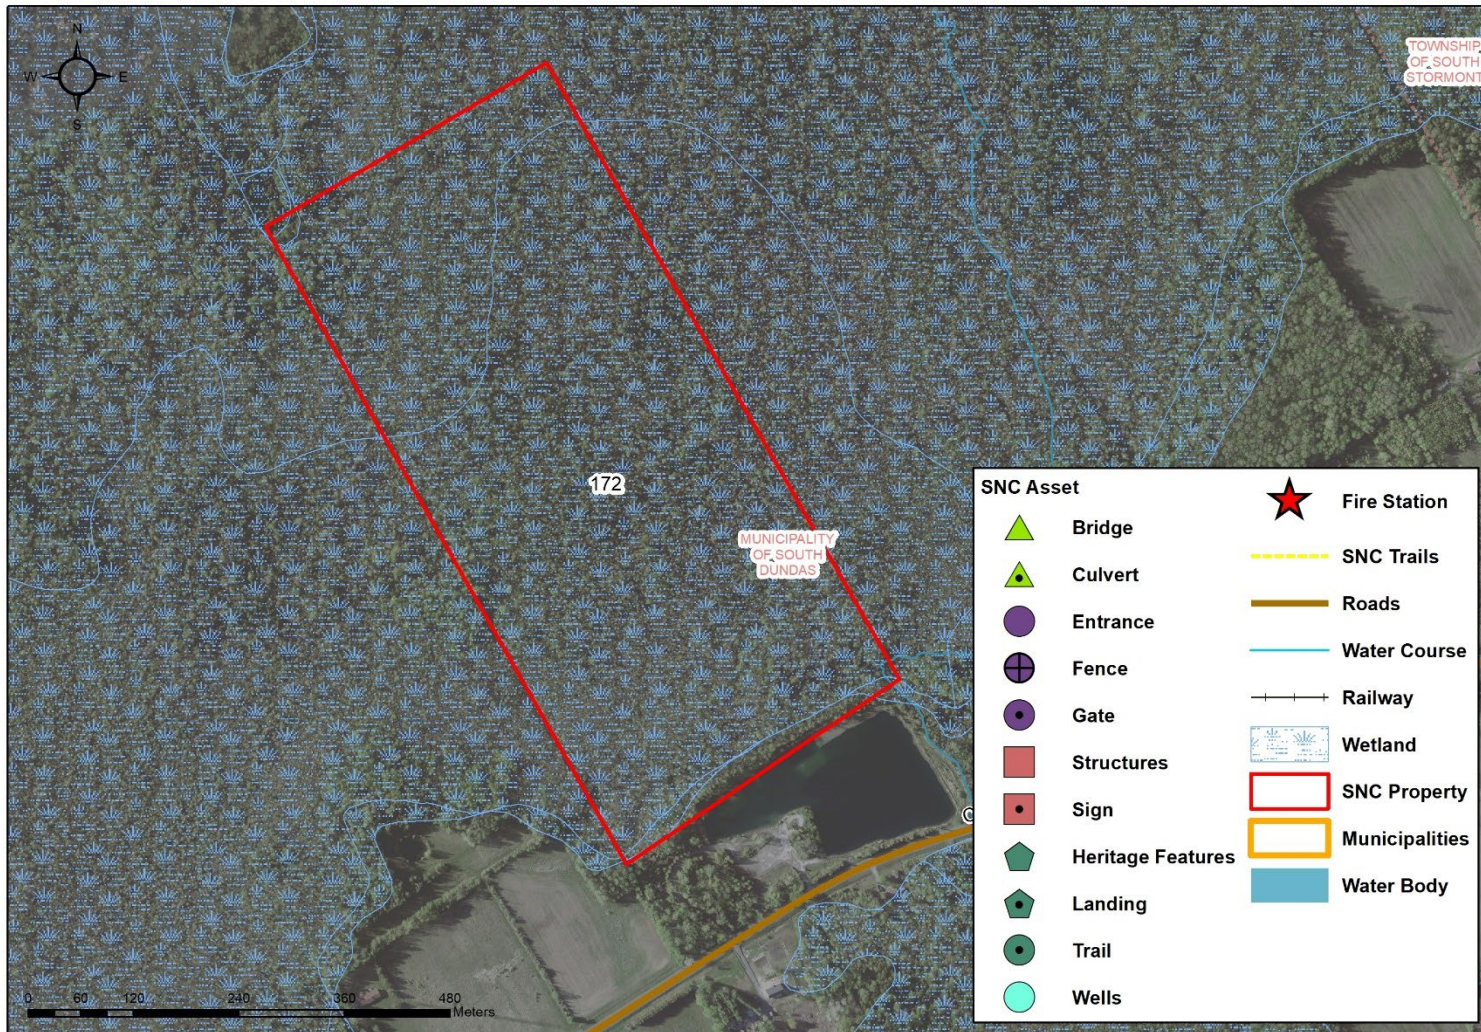 N
W E
S
TOWNSHIP
OF SOUTH
STORMONT
172
MUNICIPALITY
OF SOUTH
DUNDAS
SNC Asset
Bridge
Culvert
Entrance
Fence
Gate
Structures
Sign
Heritage Features
Landing
Trail
Wells
Fire Station
SNC Trails
Roads
Water Course
Railway
Wetland
SNC Property
Municipalities
Water Body
0 60 120 240 360 480
Meters